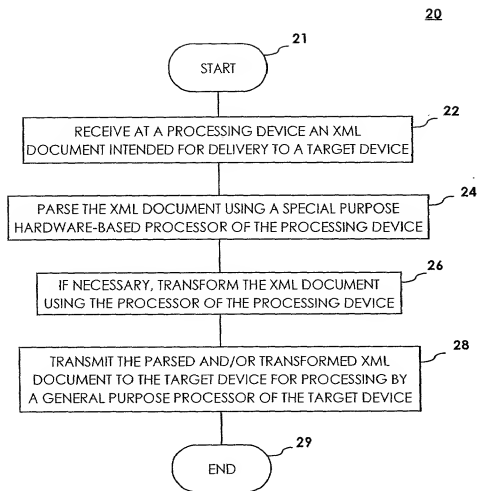 20
21
START
22
RECEIVE AT A PROCESSING DEVICE AN XML
DOCUMENT INTENDED FOR DELIVERY TO A TARGET DEVICE
24
PARSE THE XML DOCUMENT USING A SPECIAL PURPOSE
HARDWARE-BASED PROCESSOR OF THE PROCESSING DEVICE
26
IF NECESSARY, TRANSFORM THE XML DOCUMENT
USING THE PROCESSOR OF THE PROCESSING DEVICE
28
TRANSMIT THE PARSED AND/OR TRANSFORMED XML
DOCUMENT TO THE TARGET DEVICE FOR PROCESSING BY
A GENERAL PURPOSE PROCESSOR OF THE TARGET DEVICE
29
END